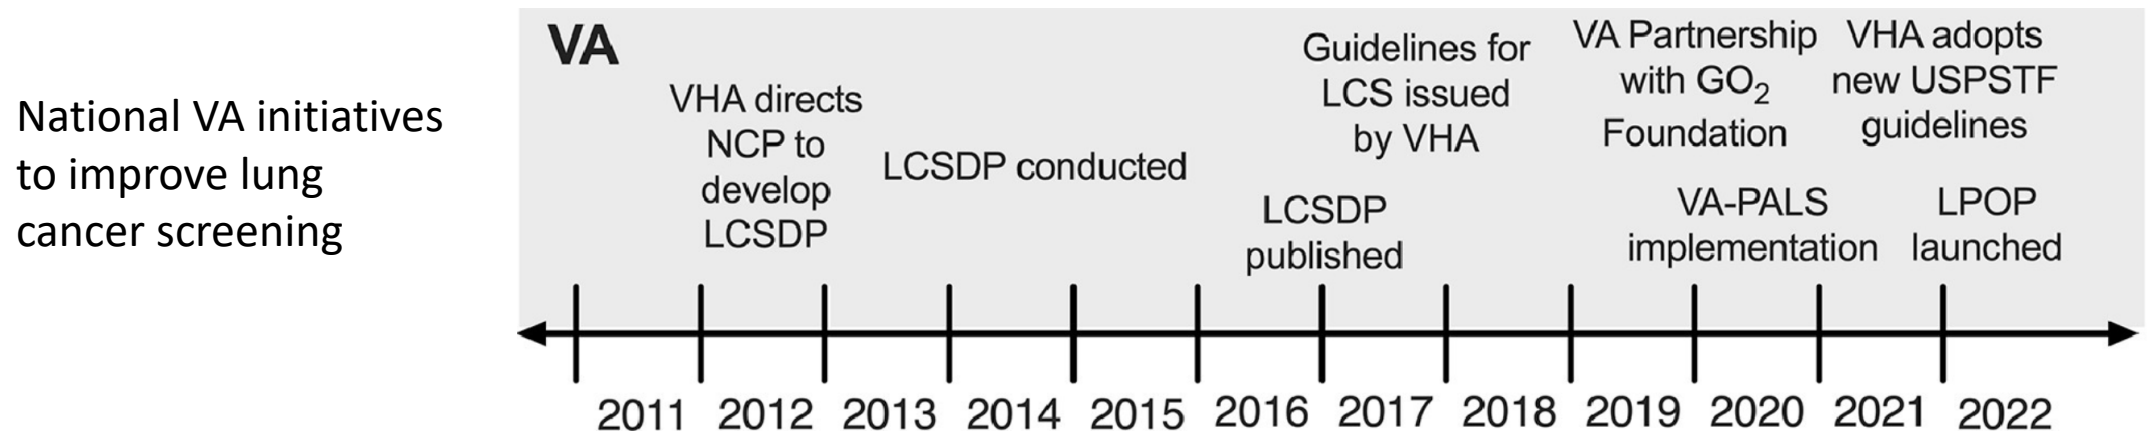 National VA initiatives
to improve lung
cancer screening
VA
VHA directs
NCP to
develop
LCSDP
LCSDP conducted
LCSDP
published
Guidelines for
LCS issued
by VHA
VA Partnership
with GO₂
Foundation
VA-PALS
implementation
VHA adopts
new USPSTF
guidelines
LPOP
launched
2011 2012 2013 2014 2015 2016 2017 2018 2019 2020 2021 2022